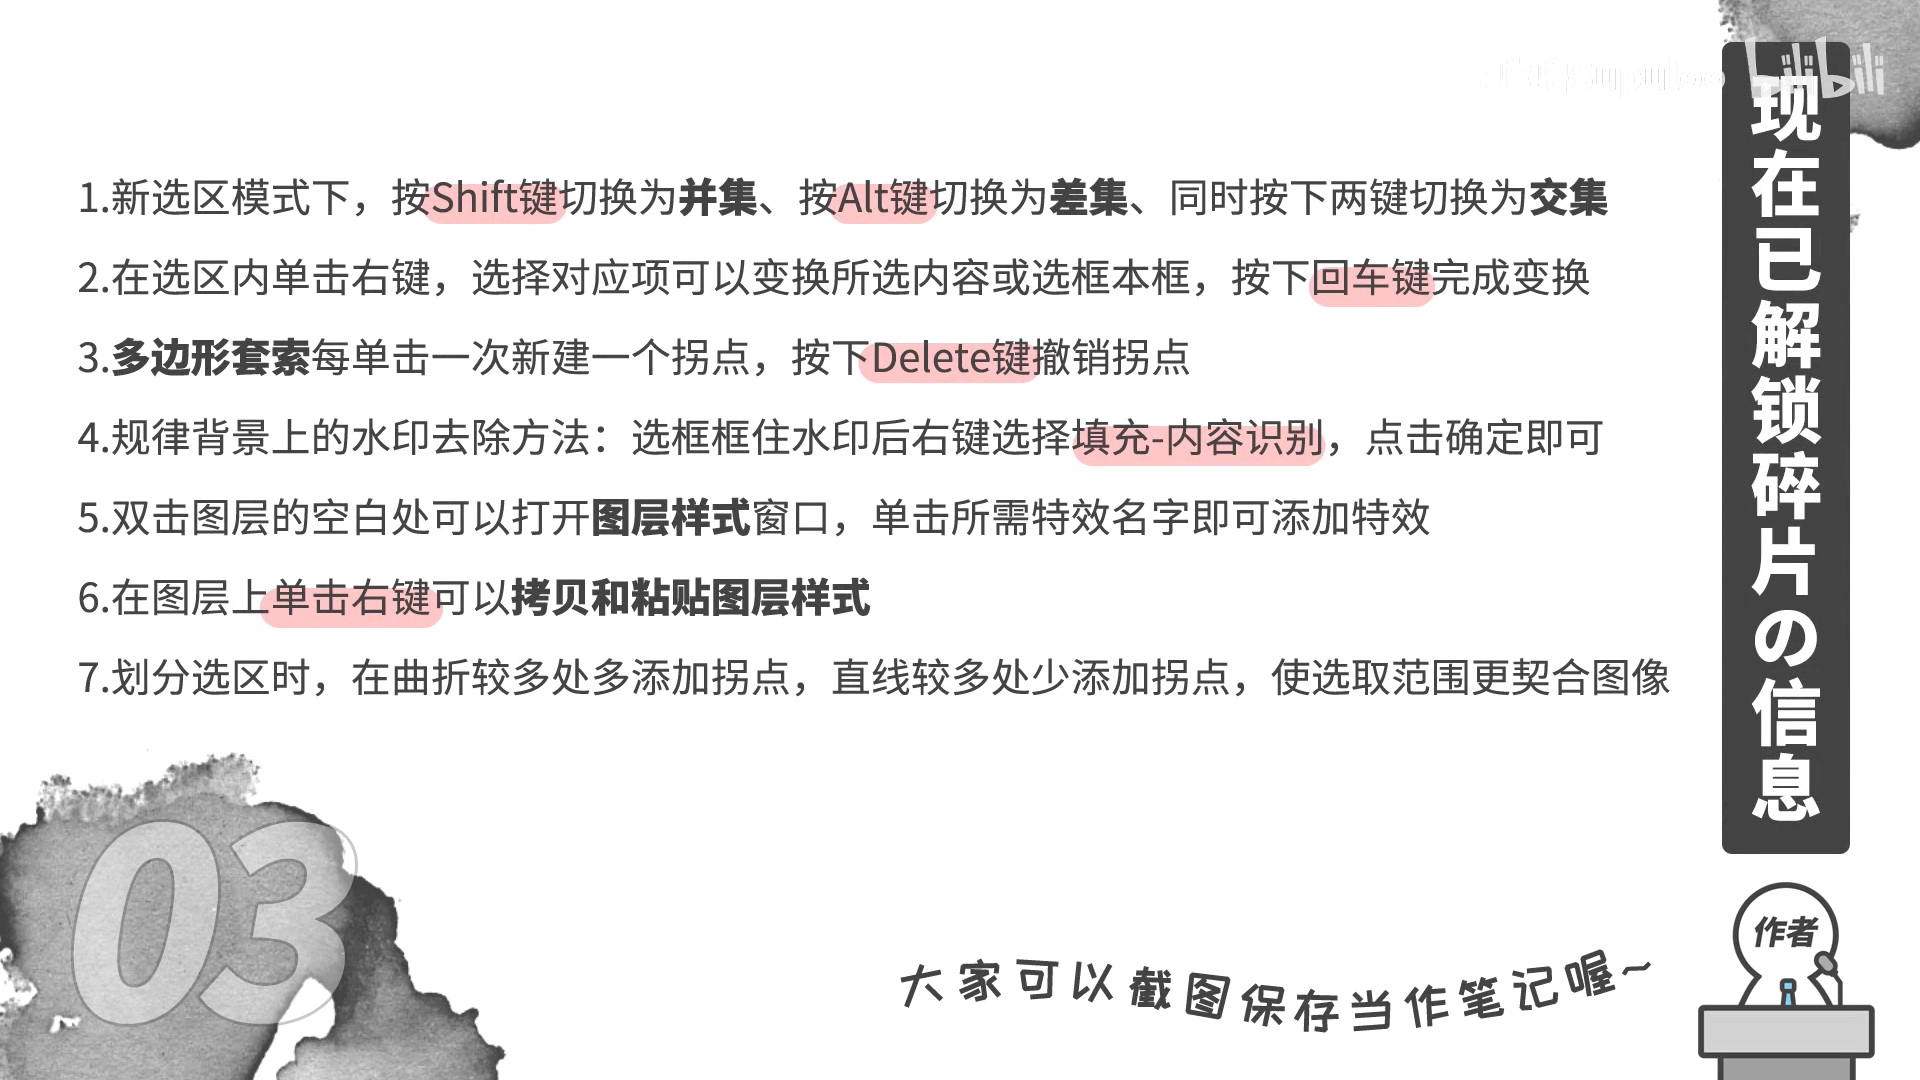 bilibili
1.新选区模式下，按Shift键切换为并集、按Alt键切换为差集、同时按下两键切换为交集
2.在选区内单击右键，选择对应项可以变换所选内容或选框本框，按下回车键完成变换
3.多边形套索每单击一次新建一个拐点，按下Delete键撤销拐点
4.规律背景上的水印去除方法：选框框住水印后右键选择填充-内容识别，点击确定即可
5.双击图层的空白处可以打开图层样式窗口，单击所需特效名字即可添加特效
6.在图层上单击右键可以拷贝和粘贴图层样式
7.划分选区时，在曲折较多处多添加拐点，直线较多处少添加拐点，使选取范围更契合图像
现在已解锁碎片の信息
03
大家可以截图保存当作笔记喔~
作者